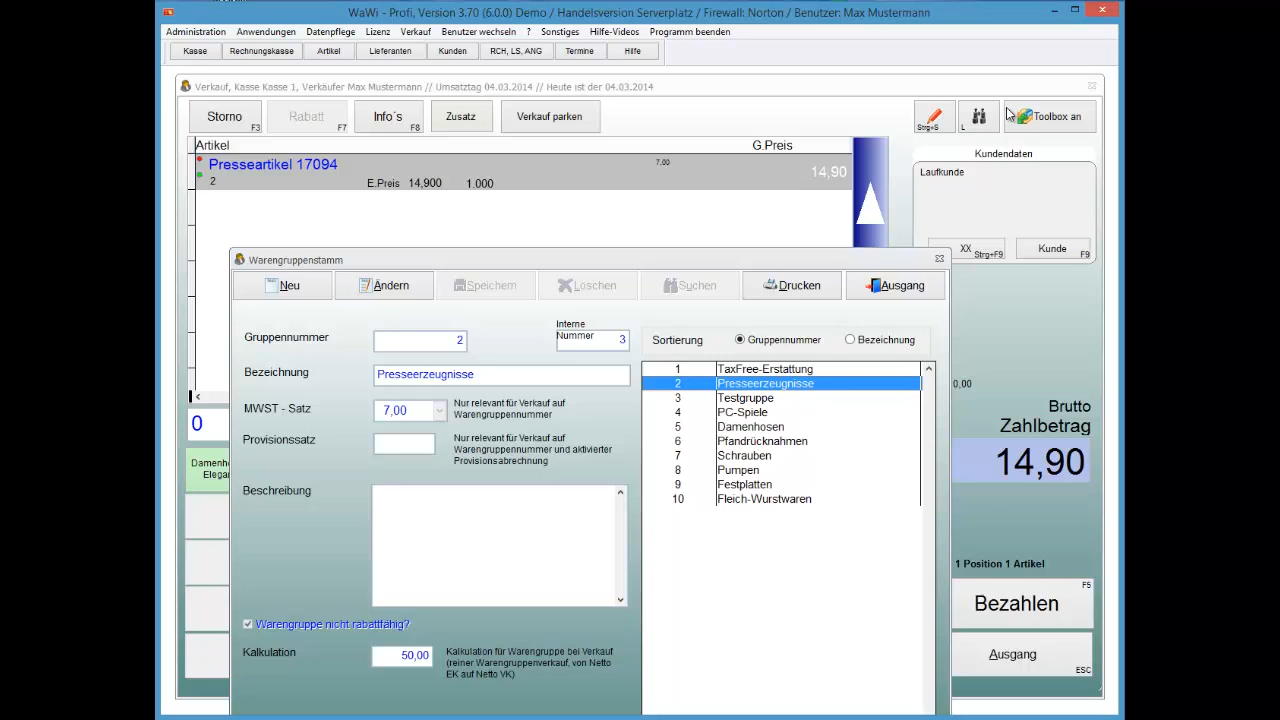 WaWi - Profi, Version 3.70 (6.0.0) Demo / Handelsversion Serverplatz / Firewall: Norton / Benutzer: Max Mustermann
Administration Anwendungen Datenpflege Lizenz Verkauf Benutzer wechseln ? Sonstiges Hilfe-Videos Programm beenden
Kasse Rechnungskasse Artikel Lieferanten Kunden RCH, LS, ANG Termine Hilfe
Verkauf, Kasse Kasse 1, Verkäufer Max Mustermann // Umsatztag 04.03.2014 // Heute ist der 04.03.2014
Storno F3 Rabatt F7 Info´s F8 Zusatz Verkauf parken Strg+S L Toolbox an
Artikel G.Preis
Presseartikel 17094 7,00 14,90
2 E.Preis 14,900 1.000
Kundendaten
Laufkunde
XX Strg+F9 Kunde F9
Warengruppenstamm
Neu Ändern Speichern Löschen Suchen Drucken Ausgang
Gruppennummer 2
Interne
Nummer 3
Bezeichnung Presseerzeugnisse
MWST - Satz 7,00
Nur relevant für Verkauf auf
Warengruppennummer
Provisionssatz
Nur relevant für Verkauf auf
Warengruppennummer und aktivierter
Provisionsabrechnung
Beschreibung
Warengruppe nicht rabattfähig?
Kalkulation 50,00
Kalkulation für Warengruppe bei Verkauf
(reiner Warengruppenverkauf, von Netto
EK auf Netto VK)
Sortierung Gruppennummer Bezeichnung
1 TaxFree-Erstattung
2 Presseerzeugnisse
3 Testgruppe
4 PC-Spiele
5 Damenhosen
6 Pfandrücknahmen
7 Schrauben
8 Pumpen
9 Festplatten
10 Fleich-Wurstwaren
0
Damenh
Elega
0,00
Brutto
Zahlbetrag
14,90
1 Position 1 Artikel
Bezahlen F5
Ausgang ESC